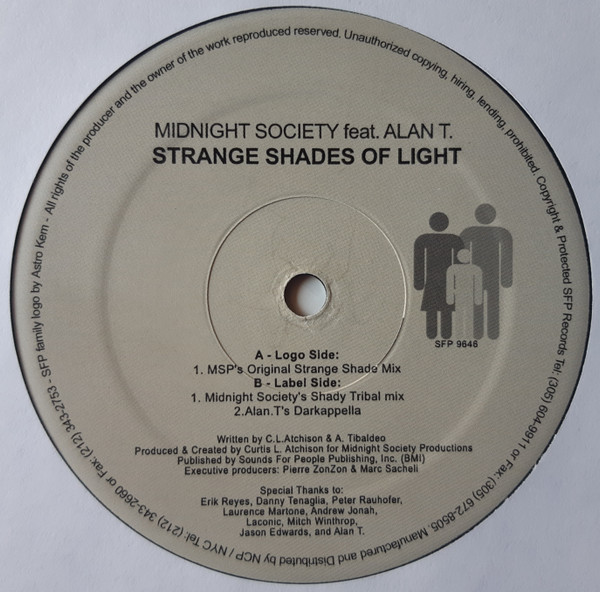 MIDNIGHT SOCIETY feat. ALAN T.
STRANGE SHADES OF LIGHT
SFP 9646
A - Logo Side:
1. MSP's Original Strange Shade Mix
B - Label Side:
1. Midnight Society's Shady Tribal mix
2.Alan.T's Darkappella
Written by C.L.Atchison & A. Tibaldeo
Produced & Created by Curtis L. Atchison for Midnight Society Productions
Published by Sounds For People Publishing, Inc. (BMI)
Executive producers: Pierre ZonZon & Marc Sacheli
Special Thanks to:
Erik Reyes, Danny Tenaglia, Peter Rauhofer,
Laurence Martone, Andrew Jonah,
Laconic, Mitch Winthrop,
Jason Edwards, and Alan T.
SFP family logo by Astro Kern - All rights of the producer and the owner of the work reproduced reserved. Unauthorized copying, hiring, lending, prohibited. Copyright & Protected SFP Records Tel: (305) 604-9911 or Fax: (305) 672-8505. Manufactured and Distributed by NCP / NYC Tel: (212) 343-2660 or Fax: (212) 343-2753 -